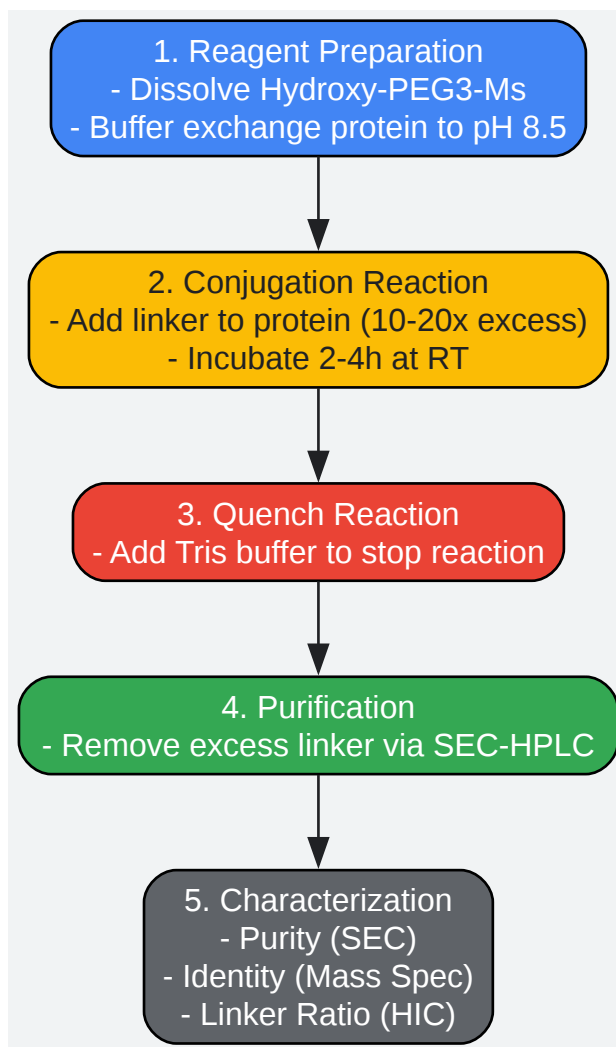 1. Reagent Preparation
- Dissolve Hydroxy-PEG3-Ms
- Buffer exchange protein to pH 8.5
2. Conjugation Reaction
- Add linker to protein (10-20x excess)
- Incubate 2-4h at RT
3. Quench Reaction
- Add Tris buffer to stop reaction
4. Purification
- Remove excess linker via SEC-HPLC
5. Characterization
- Purity (SEC)
- Identity (Mass Spec)
- Linker Ratio (HIC)